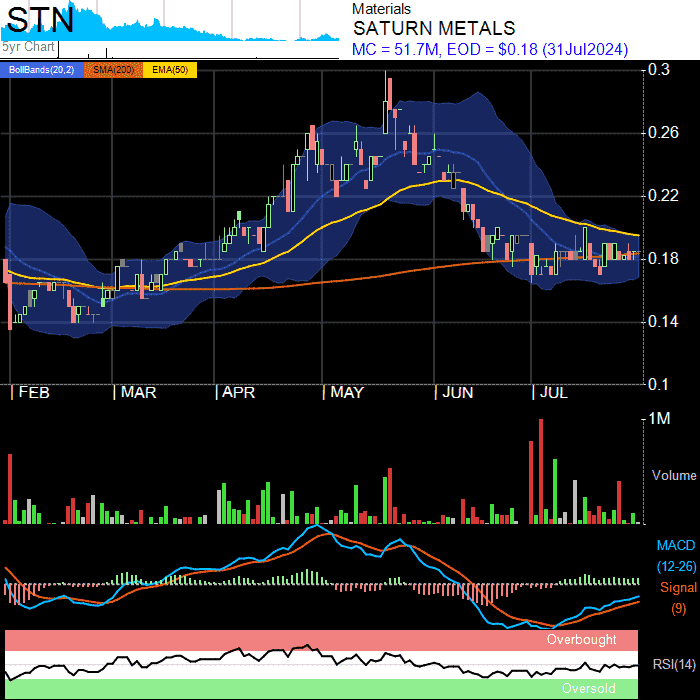 STN
5yr Chart
Materials
SATURN METALS
MC = 51.7M, EOD = $0.18 (31Jul2024)
BollBands(20,2) SMA(200) EMA(50)
0.3
0.26
0.22
0.18
0.14
0.1
FEB MAR APR MAY JUN JUL
1M
Volume
MACD
(12-26)
Signal
(9)
Overbought
RSI(14)
Oversold